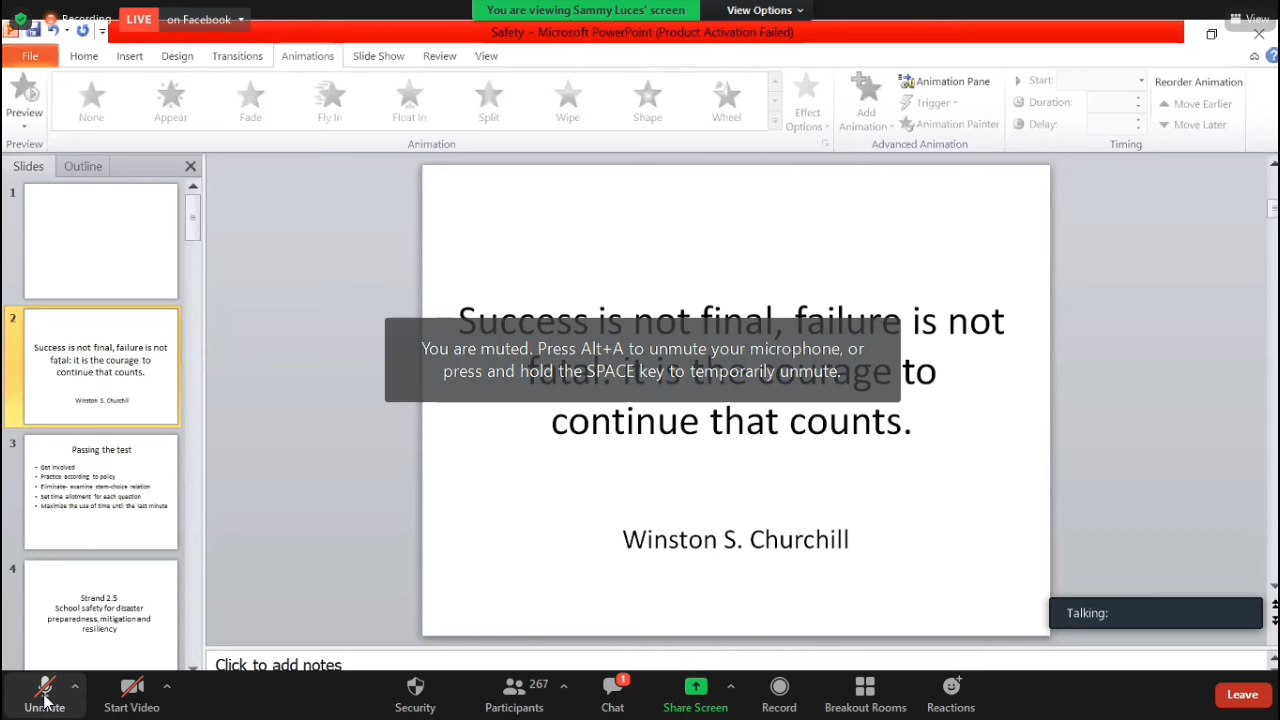 Recording
LIVE on Facebook
You are viewing Sammy Luces' screen
View Options
View
Safety - Microsoft PowerPoint (Product Activation Failed)
File Home Insert Design Transitions Animations Slide Show Review View
Preview
None Appear Fade Fly In Float In Split Wipe Shape Wheel
Effect
Options
Add
Animation
Animation Pane
Trigger
Animation Painter
Start:
Duration:
Delay:
Reorder Animation
Move Earlier
Move Later
Preview Animation Advanced Animation Timing
Slides Outline
1
2
Success is not final, failure is not
fatal: it is the courage to
continue that counts.
Winston S. Churchill
3
Passing the test
• Get involved
• Practice according to policy
• Eliminate- examine stem-choice relation
• Set time allotment for each question
• Maximize the use of time until the last minute
4
Strand 2.5
School safety for disaster
preparedness, mitigation and
resiliency
Success is not final, failure is not
fatal: it is the courage to
continue that counts.
Winston S. Churchill
You are muted. Press Alt+A to unmute your microphone, or
press and hold the SPACE key to temporarily unmute.
Talking:
Click to add notes
Unmute Start Video Security Participants 267 Chat 1 Share Screen Record Breakout Rooms Reactions Leave